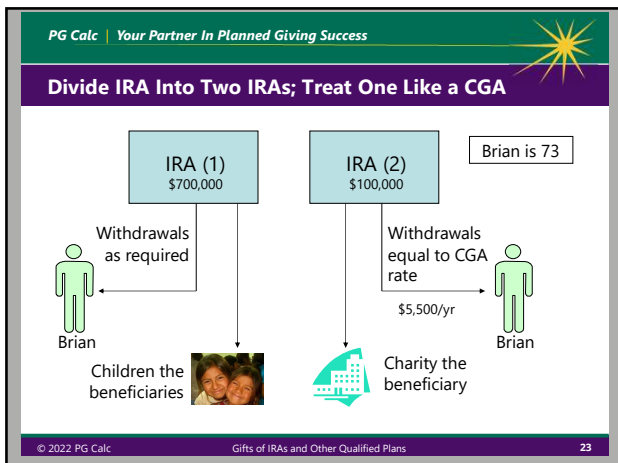 PG Calc | Your Partner In Planned Giving Success
Divide IRA Into Two IRAs; Treat One Like a CGA
IRA (1)
$700,000
IRA (2)
$100,000
Brian is 73
Withdrawals
as required
Brian
Children the
beneficiaries
Withdrawals
equal to CGA
rate
$5,500/yr
Brian
Charity the
beneficiary
© 2022 PG Calc
Gifts of IRAs and Other Qualified Plans
23